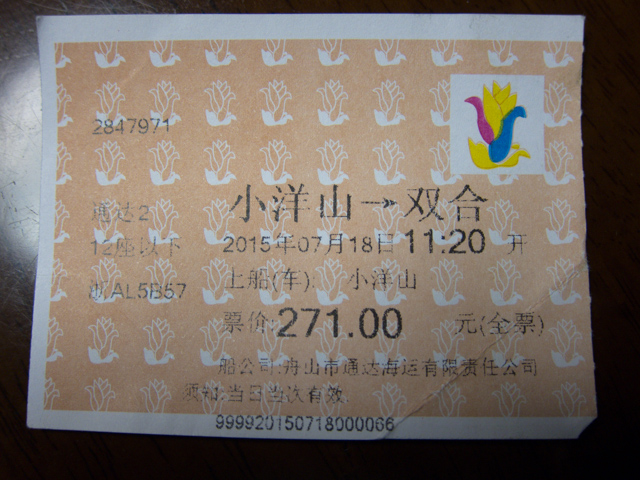 2847971
小洋山→双合
通达2
2015年07月18日 11:20 开
12座以下
上船(车): 小洋山
浙AL5B57
票价:271.00 元(全票)
船公司:舟山市通达海运有限责任公司
须知:当日当次有效
999920150718000066